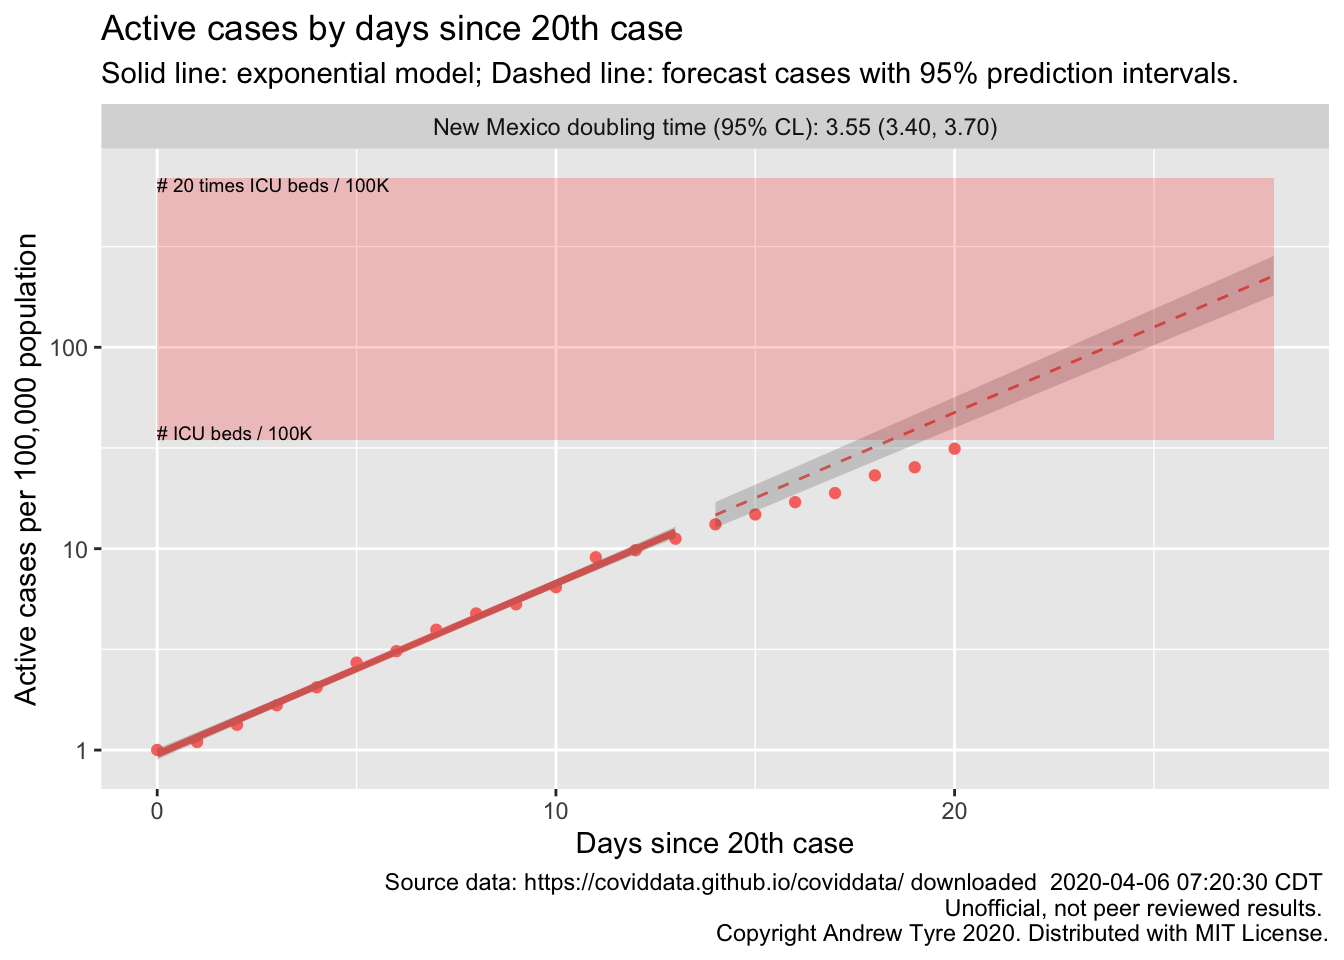 Active cases by days since 20th case
Solid line: exponential model; Dashed line: forecast cases with 95% prediction intervals.
New Mexico doubling time (95% CL): 3.55 (3.40, 3.70)
# 20 times ICU beds / 100K
# ICU beds / 100K
Active cases per 100,000 population
100
10
1
0
10
20
Days since 20th case
Source data: https://coviddata.github.io/coviddata/ downloaded  2020-04-06 07:20:30 CDT
Unofficial, not peer reviewed results.
Copyright Andrew Tyre 2020. Distributed with MIT License.